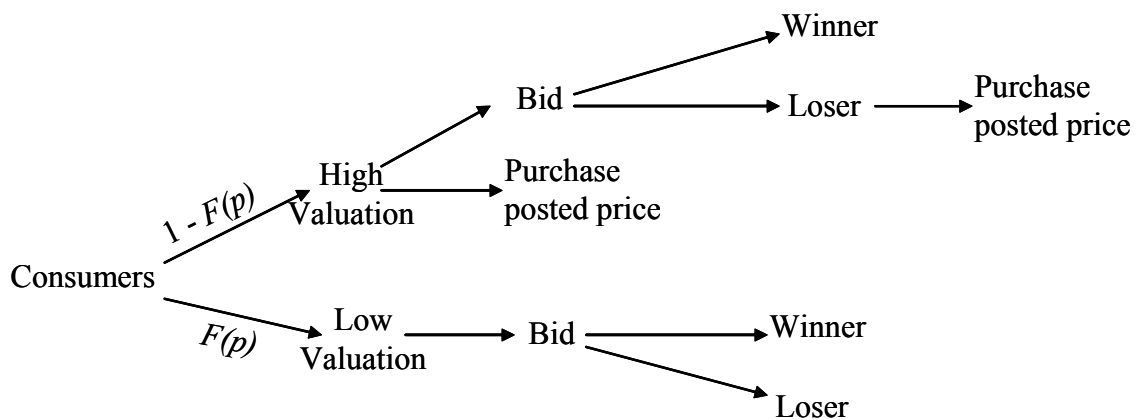 Winner
Bid
Loser
Purchase
posted price
High
Valuation
Purchase
posted price
1 - F(p)
Consumers
F(p)
Low
Valuation
Bid
Winner
Loser